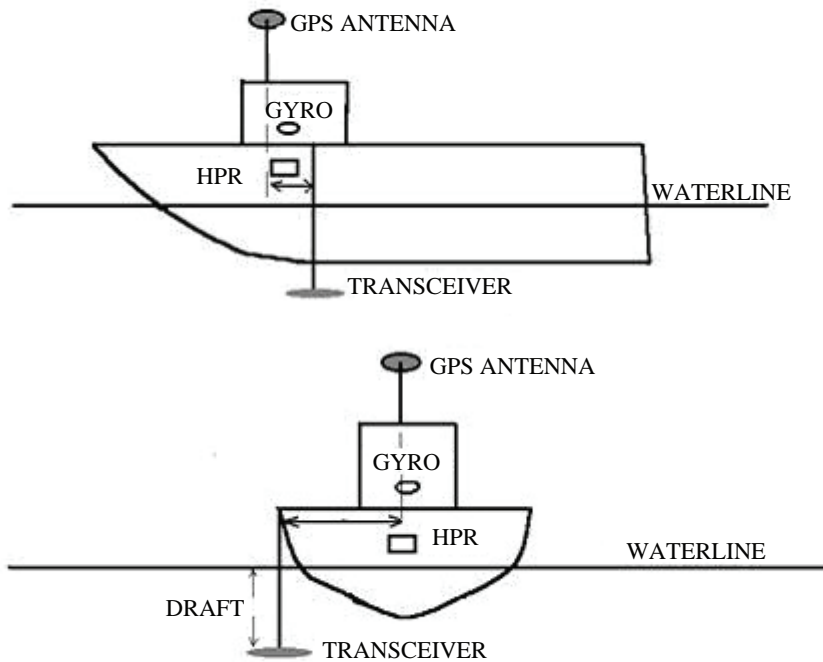 GPS ANTENNA
GYRO
HPR
WATERLINE
TRANSCEIVER
GPS ANTENNA
GYRO
HPR
WATERLINE
DRAFT
TRANSCEIVER